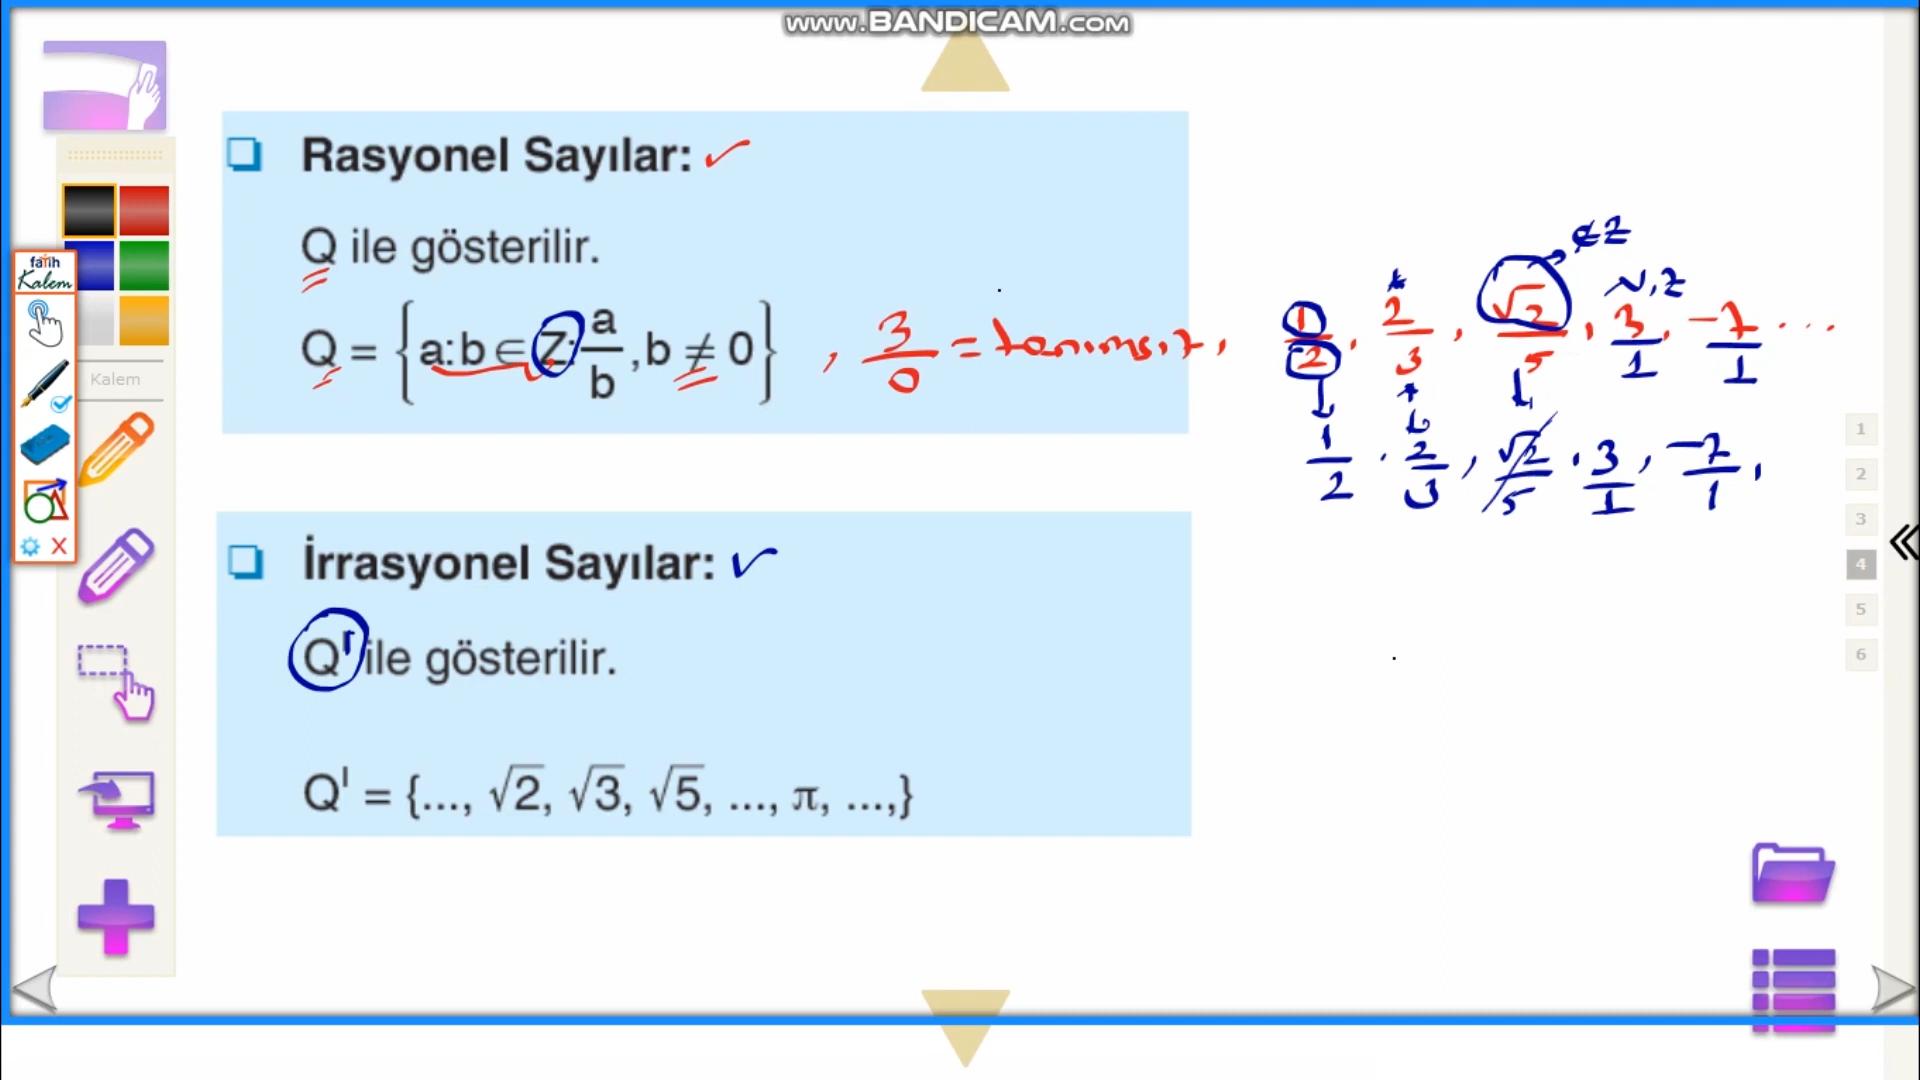 www.BANDICAM.com
Rasyonel Sayılar: ✓
Q ile gösterilir.
Q = {a:b∈Z: a/b , b ≠ 0} , 3/0 = tanımsız, 1/2, 2/3, √2/5, 3/1, -7/1 ...
∉Z
N,Z
1/2, 2/3, √2/5, 3/1, -7/1,
İrrasyonel Sayılar: ✓
Qᴵ ile gösterilir.
Qᴵ = {..., √2, √3, √5, ..., π, ...,}
fatih
Kalem
Kalem
1
2
3
4
5
6